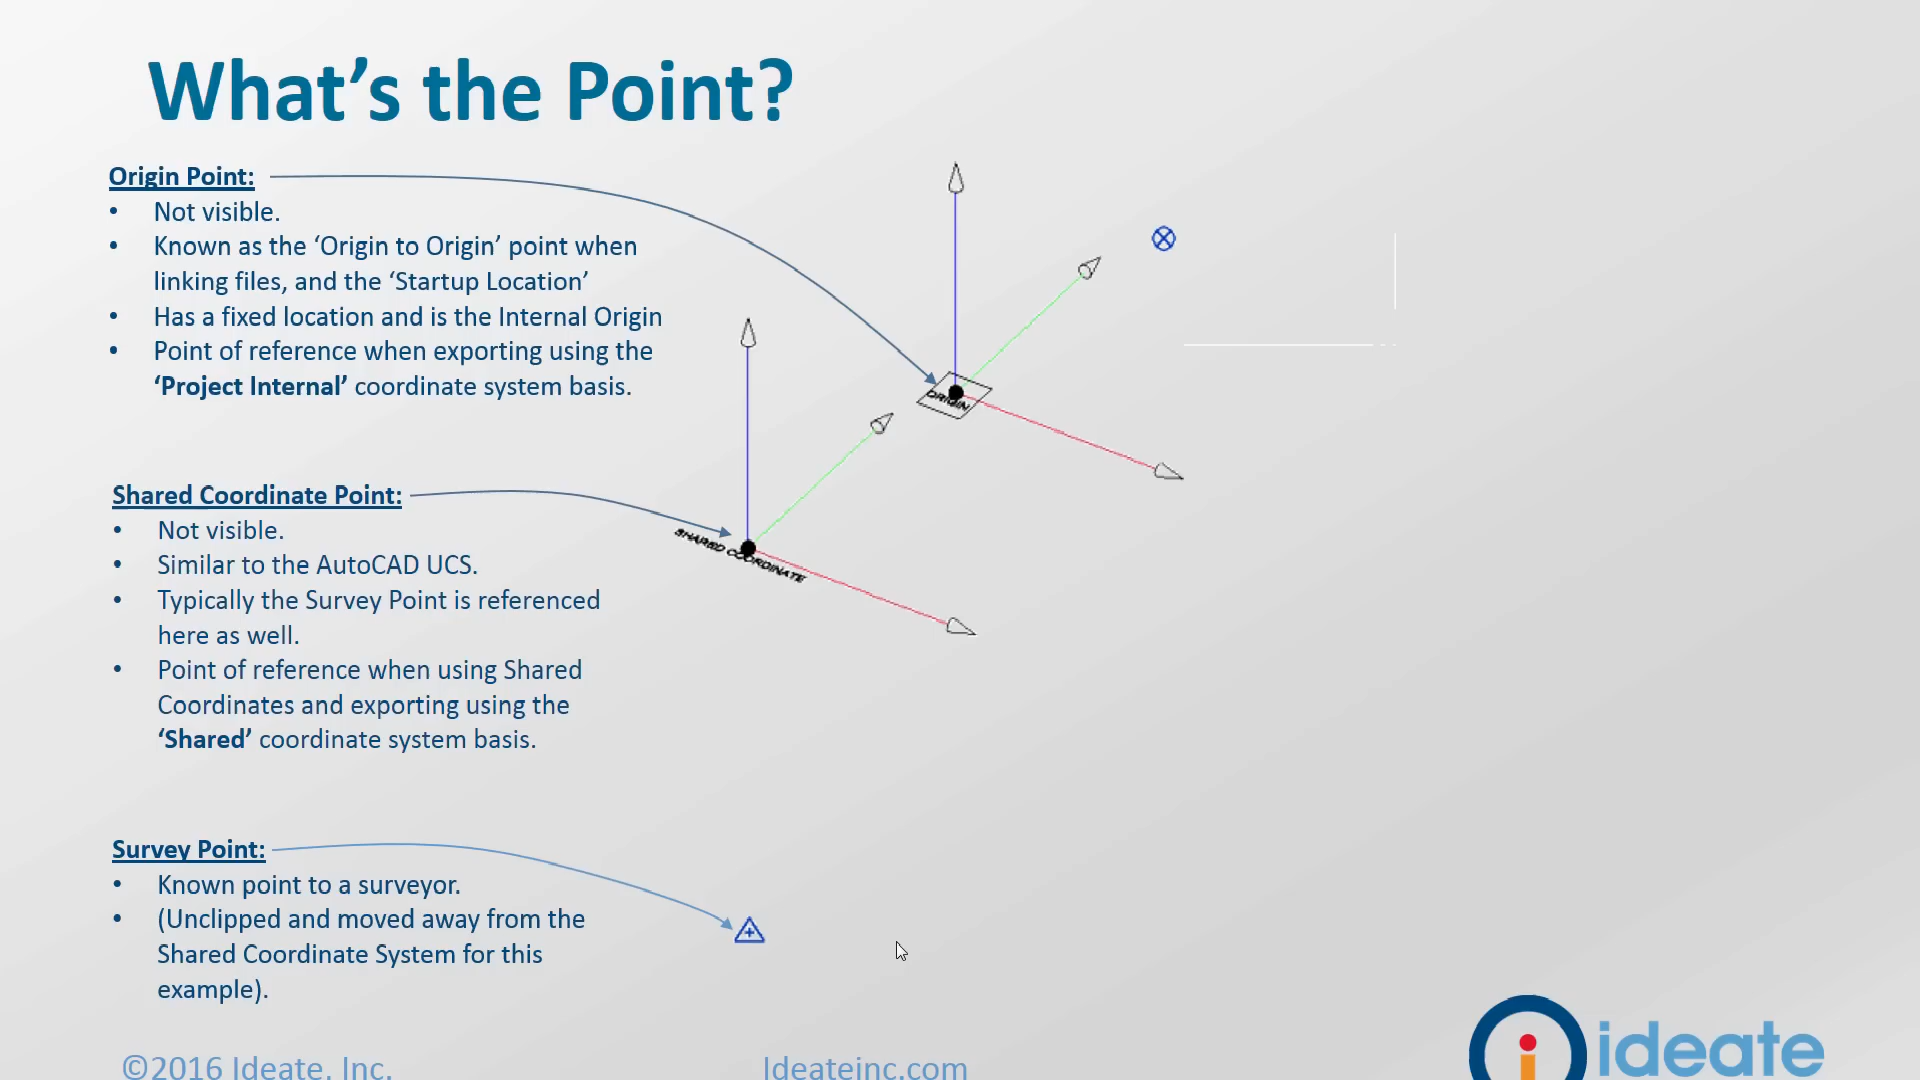 What’s the Point?
Origin Point:
• Not visible.
• Known as the ‘Origin to Origin’ point when
linking files, and the ‘Startup Location’
• Has a fixed location and is the Internal Origin
• Point of reference when exporting using the
‘Project Internal’ coordinate system basis.
ORIGIN
Shared Coordinate Point:
• Not visible.
• Similar to the AutoCAD UCS.
• Typically the Survey Point is referenced
here as well.
• Point of reference when using Shared
Coordinates and exporting using the
‘Shared’ coordinate system basis.
SHARED COORDINATE
Survey Point:
• Known point to a surveyor.
• (Unclipped and moved away from the
Shared Coordinate System for this
example).
©2016 Ideate, Inc.
Ideateinc.com
i ideate